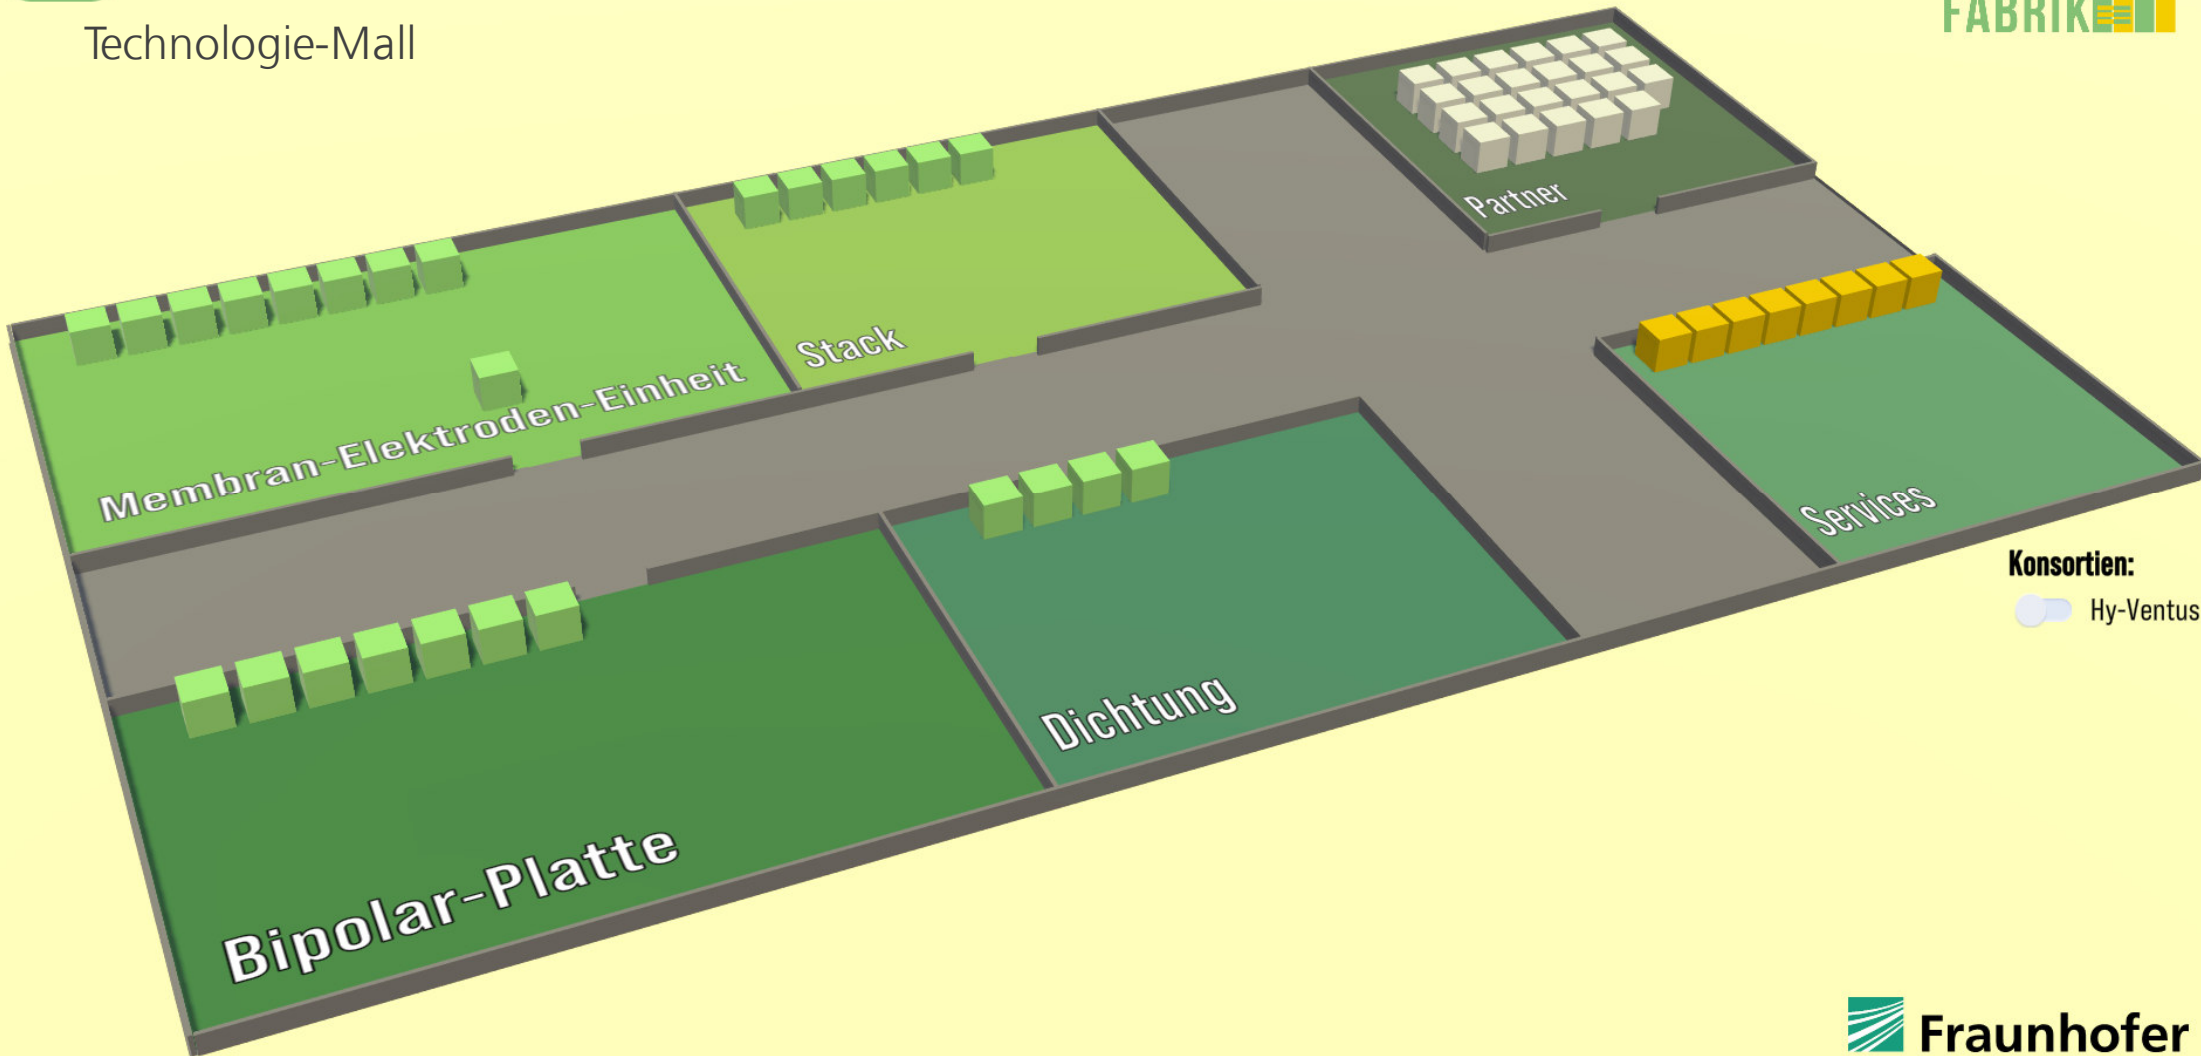 Technologie-Mall
FABRIK
Partner
Stack
Membran-Elektroden-Einheit
Services
Konsortien:
Hy-Ventus
Dichtung
Bipolar-Platte
Fraunhofer